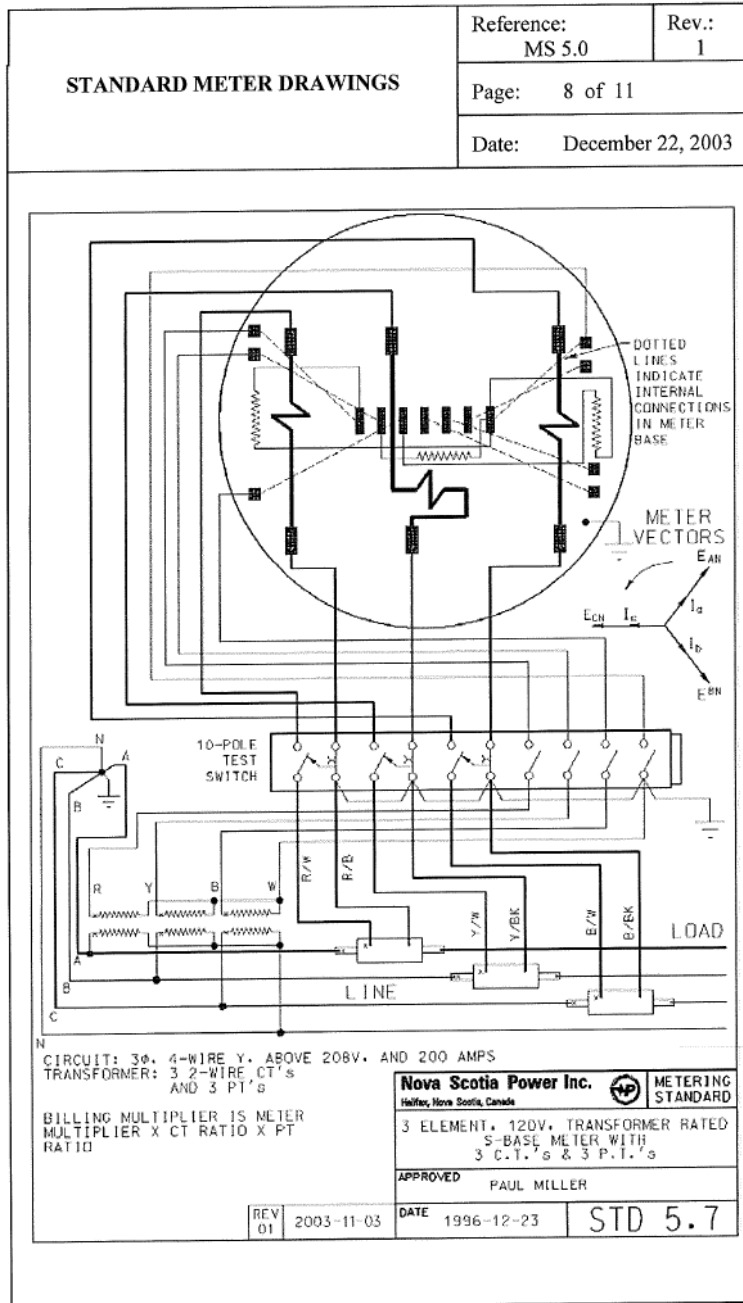 STANDARD METER DRAWINGS
Reference:
MS 5.0
Rev.:
1
Page: 8 of 11
Date: December 22, 2003
DOTTED
LINES
INDICATE
INTERNAL
CONNECTIONS
IN METER
BASE
METER
VECTORS
EAN
Ia
ECN
Ic
Ib
EBN
10-POLE
TEST
SWITCH
N
C
A
B
R
Y
B
W
R/W
R/B
Y/W
Y/BK
B/W
B/BK
A
LOAD
B
LINE
C
N
CIRCUIT: 3Φ, 4-WIRE Y, ABOVE 208V, AND 200 AMPS
TRANSFORMER: 3 2-WIRE CT's
AND 3 PT's
BILLING MULTIPLIER IS METER
MULTIPLIER X CT RATIO X PT
RATIO
Nova Scotia Power Inc.
Halifax, Nova Scotia, Canada
METERING
STANDARD
3 ELEMENT, 120V, TRANSFORMER RATED
S-BASE METER WITH
3 C.T.'s & 3 P.T.'s
APPROVED PAUL MILLER
REV
01
2003-11-03
DATE 1996-12-23
STD 5.7